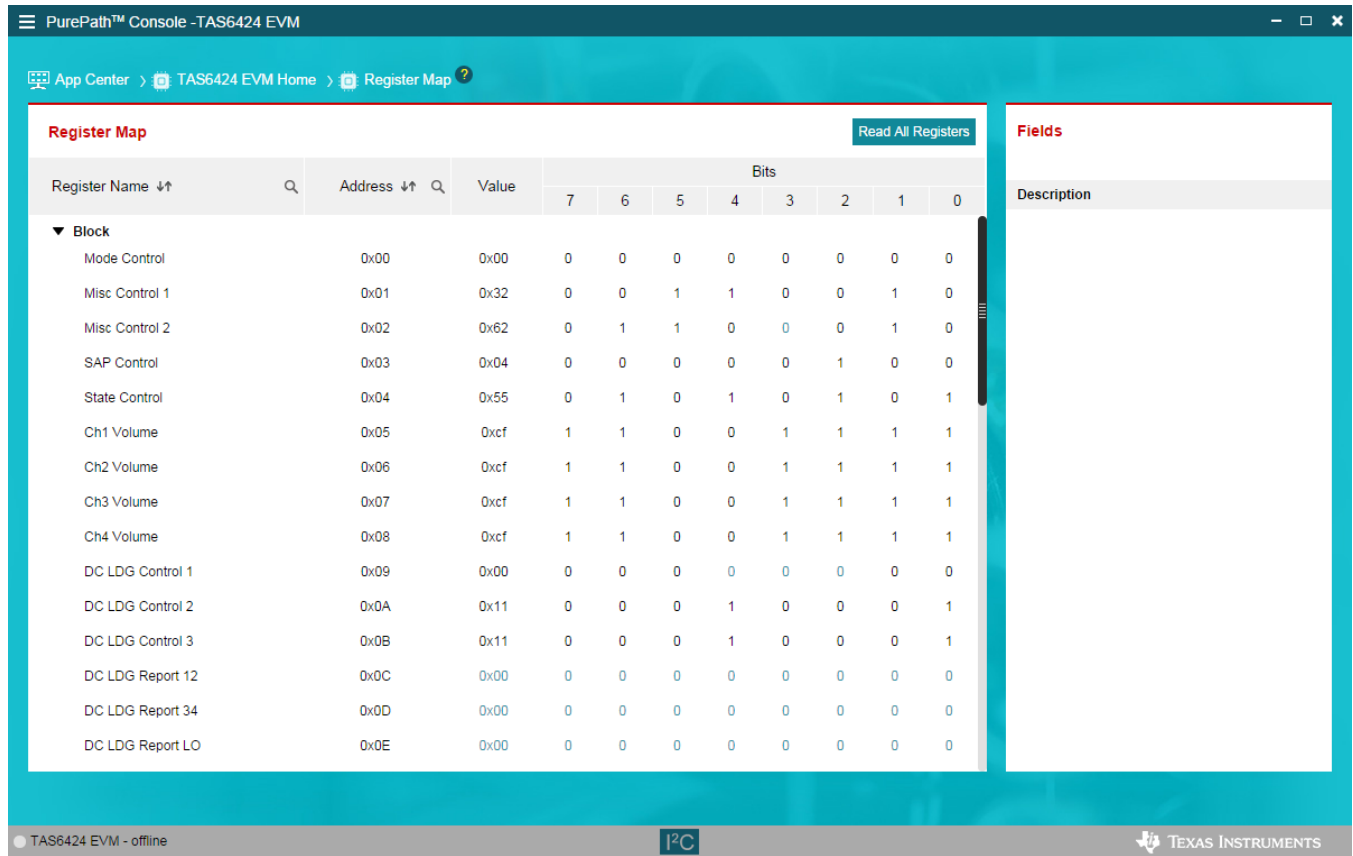 PurePath™ Console -TAS6424 EVM
App Center > TAS6424 EVM Home > Register Map ?
Register Map Read All Registers
Fields
Register Name Address Value Bits
7 6 5 4 3 2 1 0
Description
Block
Mode Control 0x00 0x00 0 0 0 0 0 0 0 0
Misc Control 1 0x01 0x32 0 0 1 1 0 0 1 0
Misc Control 2 0x02 0x62 0 1 1 0 0 0 1 0
SAP Control 0x03 0x04 0 0 0 0 0 1 0 0
State Control 0x04 0x55 0 1 0 1 0 1 0 1
Ch1 Volume 0x05 0xcf 1 1 0 0 1 1 1 1
Ch2 Volume 0x06 0xcf 1 1 0 0 1 1 1 1
Ch3 Volume 0x07 0xcf 1 1 0 0 1 1 1 1
Ch4 Volume 0x08 0xcf 1 1 0 0 1 1 1 1
DC LDG Control 1 0x09 0x00 0 0 0 0 0 0 0 0
DC LDG Control 2 0x0A 0x11 0 0 0 1 0 0 0 1
DC LDG Control 3 0x0B 0x11 0 0 0 1 0 0 0 1
DC LDG Report 12 0x0C 0x00 0 0 0 0 0 0 0 0
DC LDG Report 34 0x0D 0x00 0 0 0 0 0 0 0 0
DC LDG Report LO 0x0E 0x00 0 0 0 0 0 0 0 0
TAS6424 EVM - offline I²C TEXAS INSTRUMENTS